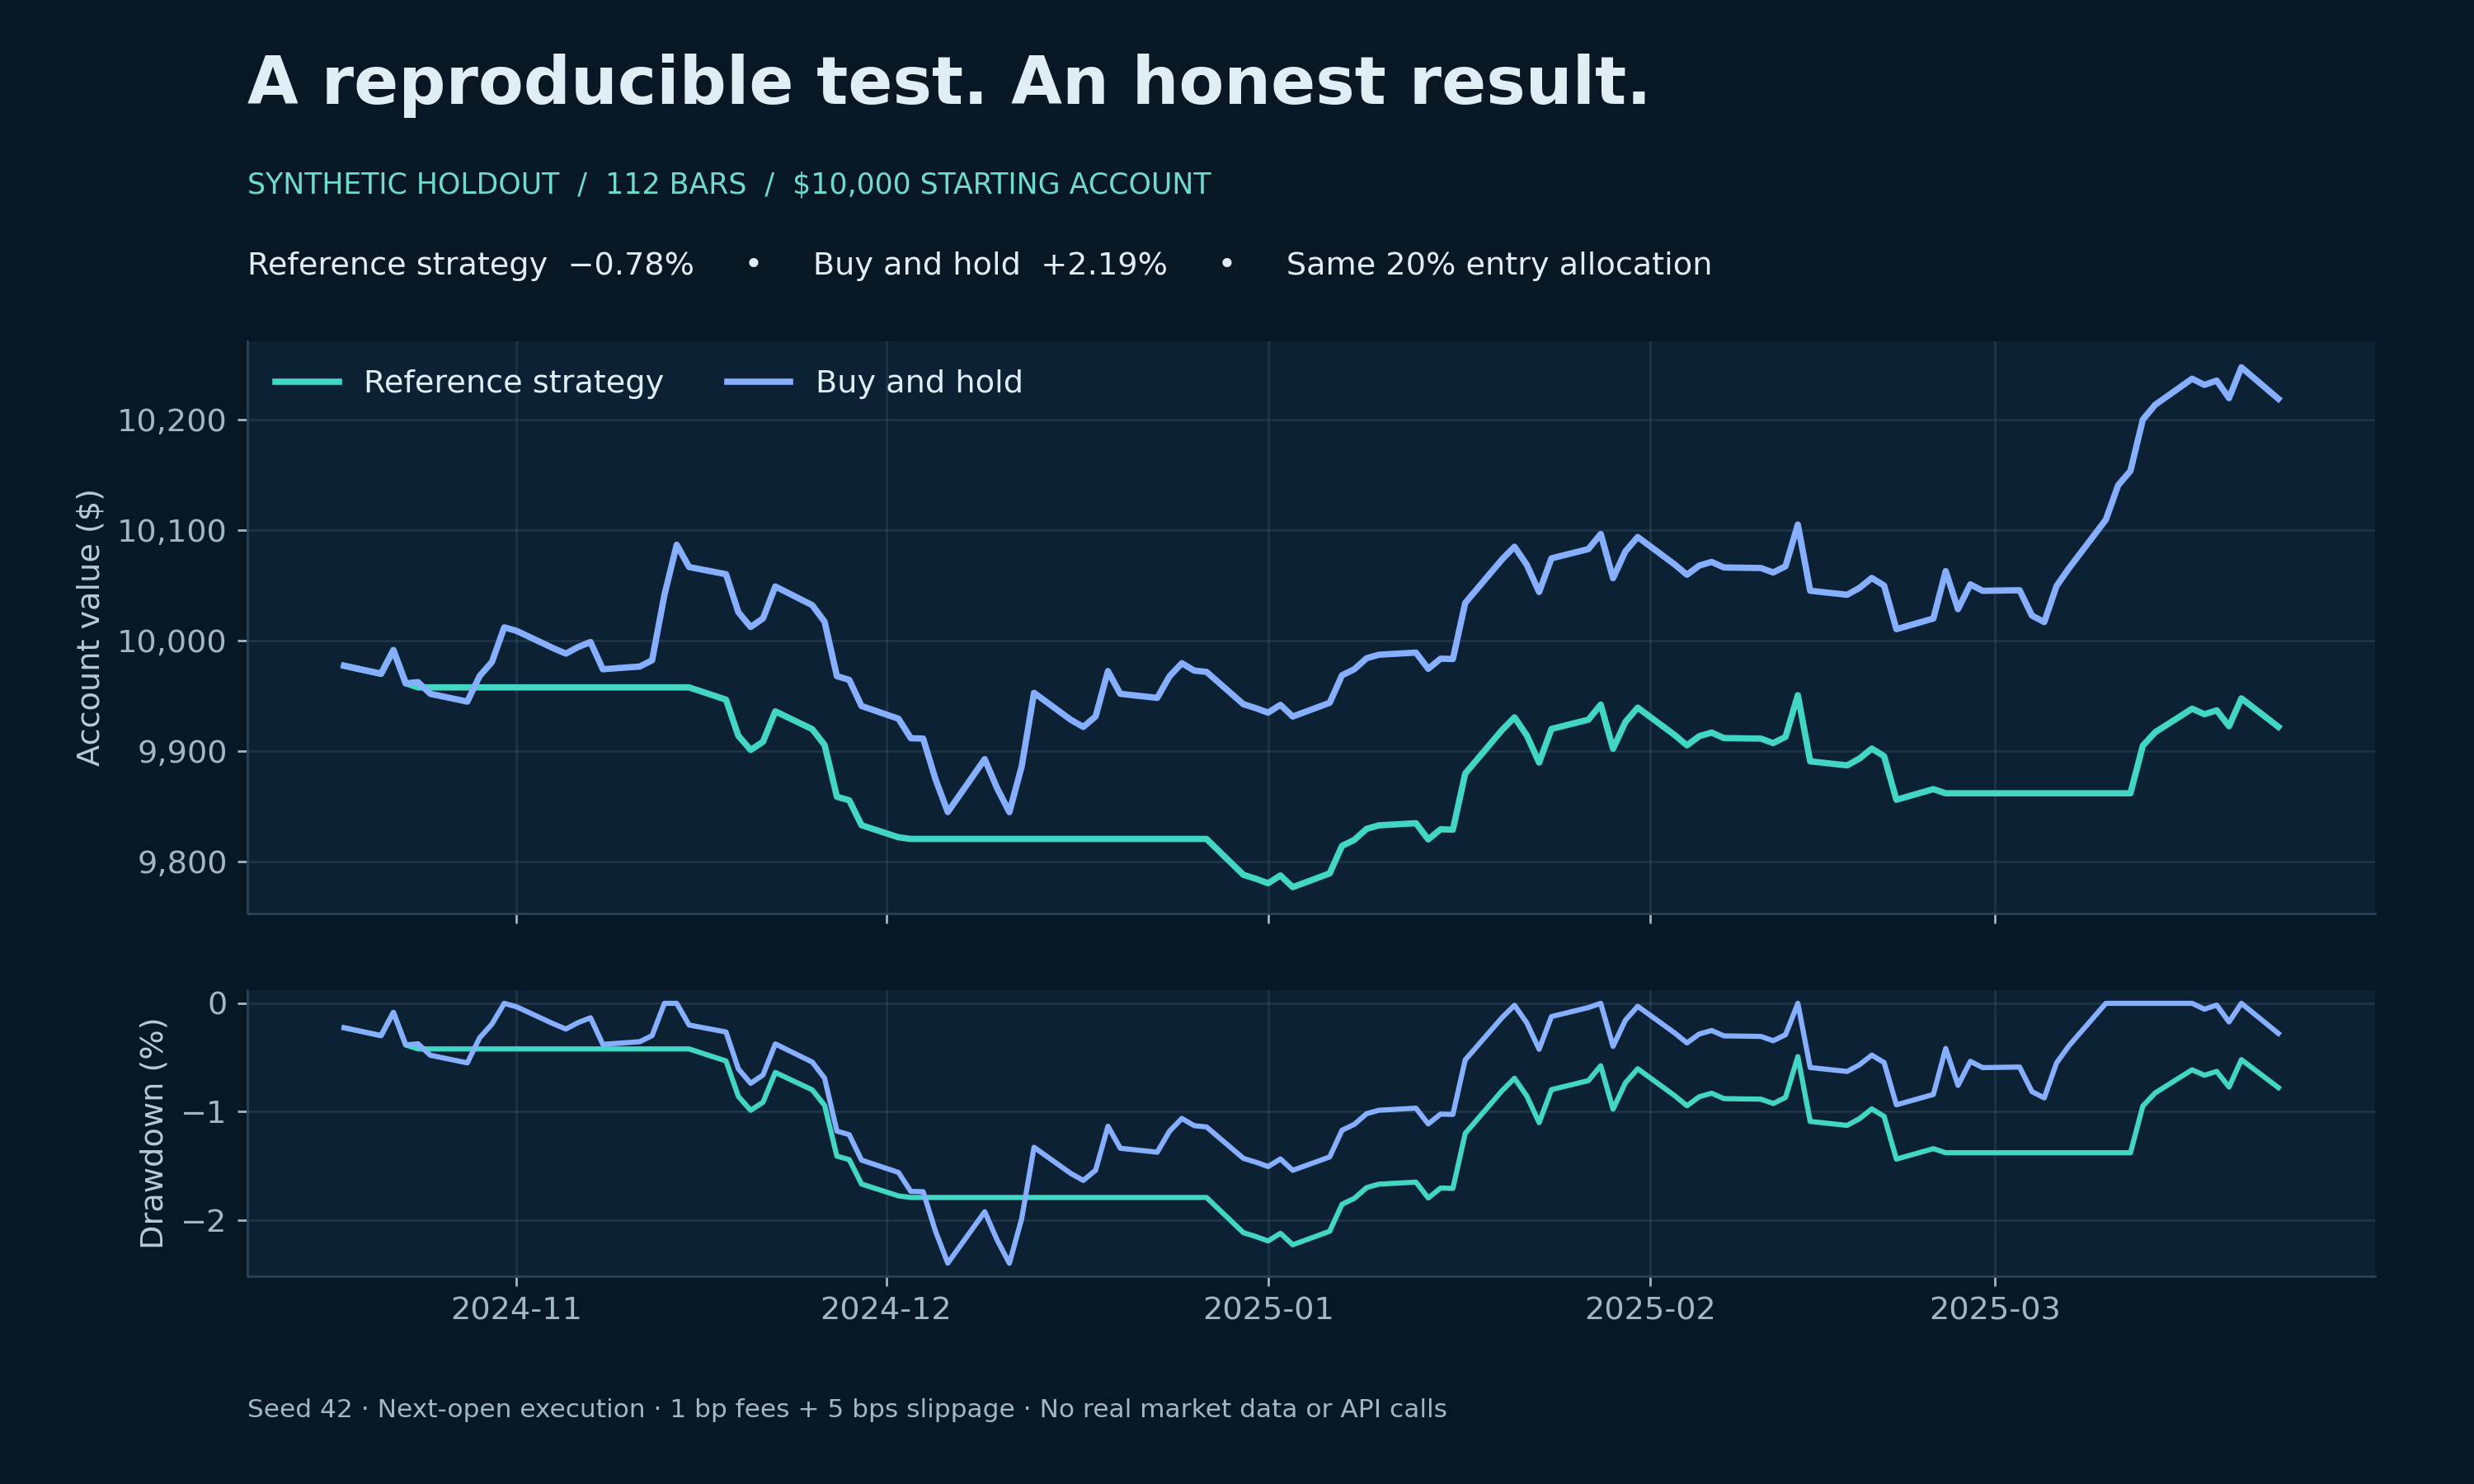 A reproducible test. An honest result.
SYNTHETIC HOLDOUT / 112 BARS / $10,000 STARTING ACCOUNT
Reference strategy −0.78% • Buy and hold +2.19% • Same 20% entry allocation
Reference strategy Buy and hold
Account value ($)
10,200
10,100
10,000
9,900
9,800
Drawdown (%)
0
−1
−2
2024-11 2024-12 2025-01 2025-02 2025-03
Seed 42 · Next-open execution · 1 bp fees + 5 bps slippage · No real market data or API calls